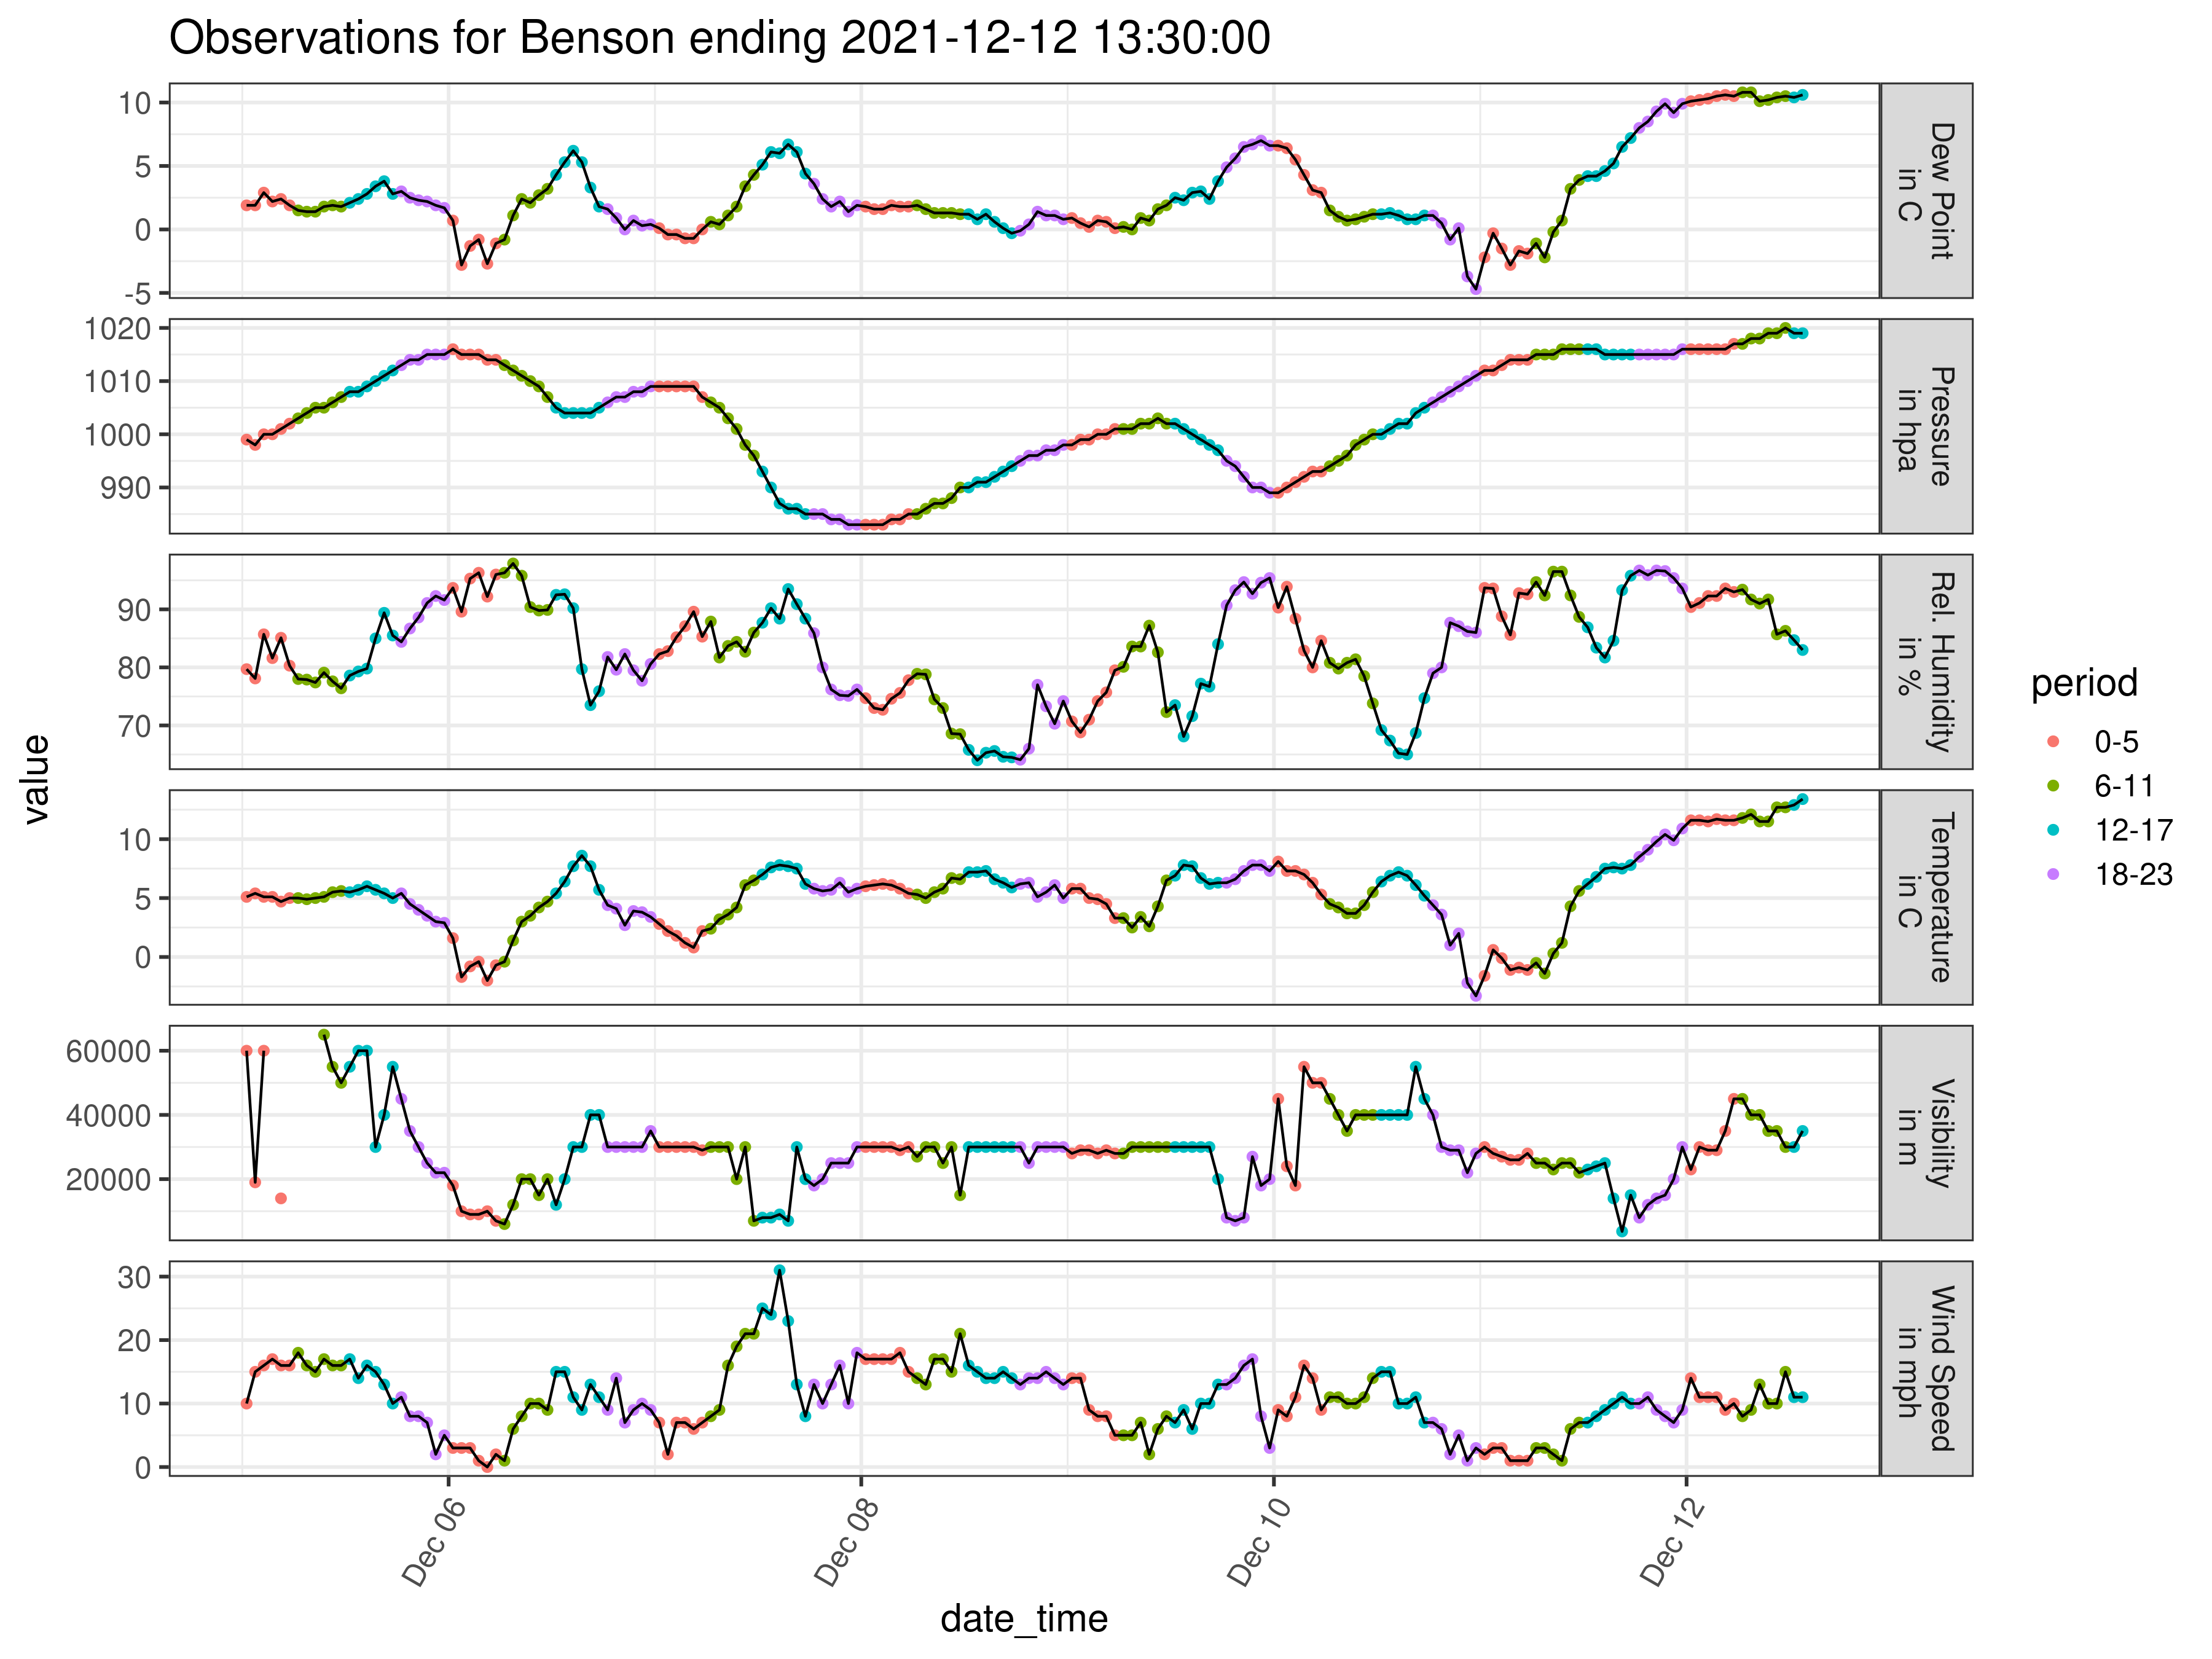 Observations for Benson ending 2021-12-12 13:30:00
10
5
0
-5
Dew Point
in C
1020
1010
1000
990
Pressure
in hpa
90
80
70
Rel. Humidity
in %
10
5
0
Temperature
in C
60000
40000
20000
Visibility
in m
30
20
10
0
Wind Speed
in mph
value
Dec 06
Dec 08
Dec 10
Dec 12
date_time
period
0-5
6-11
12-17
18-23